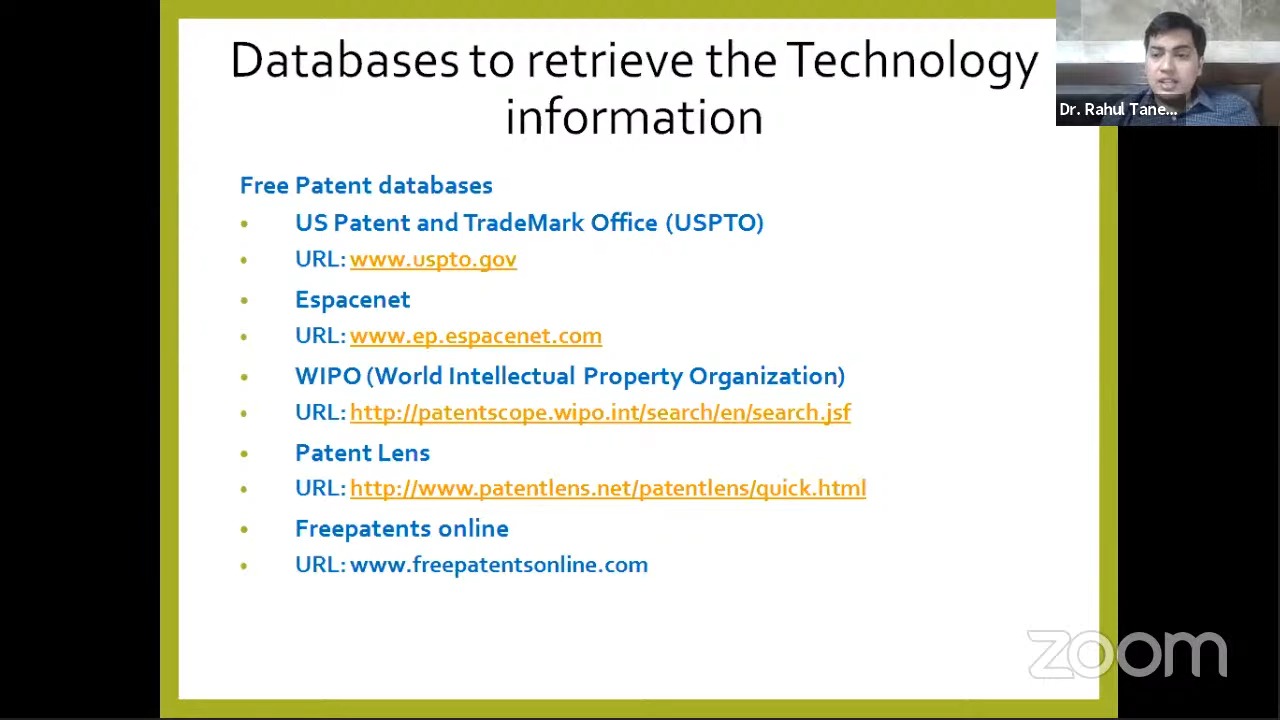 Databases to retrieve the Technology
information
Dr. Rahul Tane...
Free Patent databases
• US Patent and TradeMark Office (USPTO)
• URL: www.uspto.gov
• Espacenet
• URL: www.ep.espacenet.com
• WIPO (World Intellectual Property Organization)
• URL: http://patentscope.wipo.int/search/en/search.jsf
• Patent Lens
• URL: http://www.patentlens.net/patentlens/quick.html
• Freepatents online
• URL: www.freepatentsonline.com
zoom